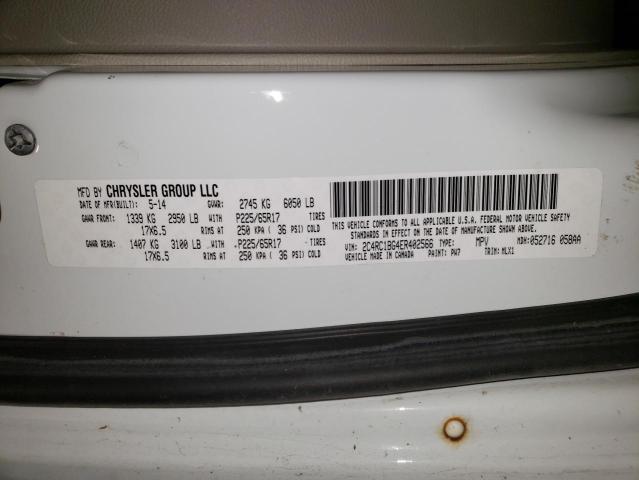 MFD BY CHRYSLER GROUP LLC
DATE OF MFR(BUILT): 5-14 GVWR: 2745 KG 6050 LB
GAWR FRONT: 1339 KG 2950 LB WITH P225/65R17 TIRES
17X6.5 RIMS AT 250 KPA ( 36 PSI) COLD
GAWR REAR: 1407 KG 3100 LB WITH P225/65R17 TIRES
17X6.5 RIMS AT 250 KPA ( 36 PSI) COLD
THIS VEHICLE CONFORMS TO ALL APPLICABLE U.S.A. FEDERAL MOTOR VEHICLE SAFETY
STANDARDS IN EFFECT ON THE DATE OF MANUFACTURE SHOWN ABOVE.
VIN: 2C4RC1BG4ER402566 TYPE: MPV MDH:052716 058AA
VEHICLE MADE IN CANADA PAINT: PW7 TRIM: MLX1